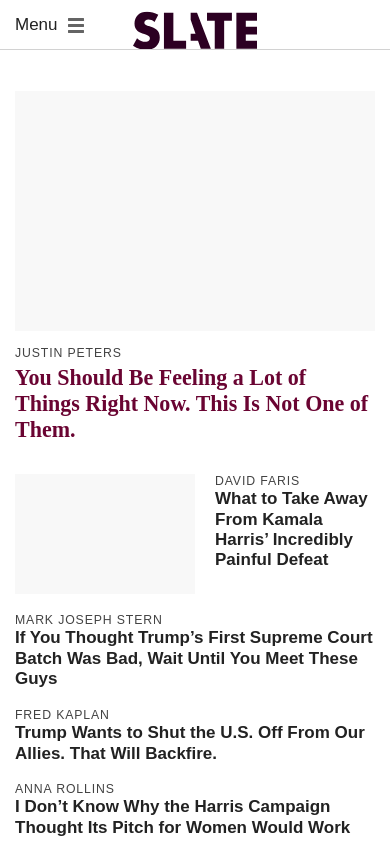 Menu
SLATE
JUSTIN PETERS
You Should Be Feeling a Lot of
Things Right Now. This Is Not One of
Them.
DAVID FARIS
What to Take Away
From Kamala
Harris’ Incredibly
Painful Defeat
MARK JOSEPH STERN
If You Thought Trump’s First Supreme Court
Batch Was Bad, Wait Until You Meet These
Guys
FRED KAPLAN
Trump Wants to Shut the U.S. Off From Our
Allies. That Will Backfire.
ANNA ROLLINS
I Don’t Know Why the Harris Campaign
Thought Its Pitch for Women Would Work